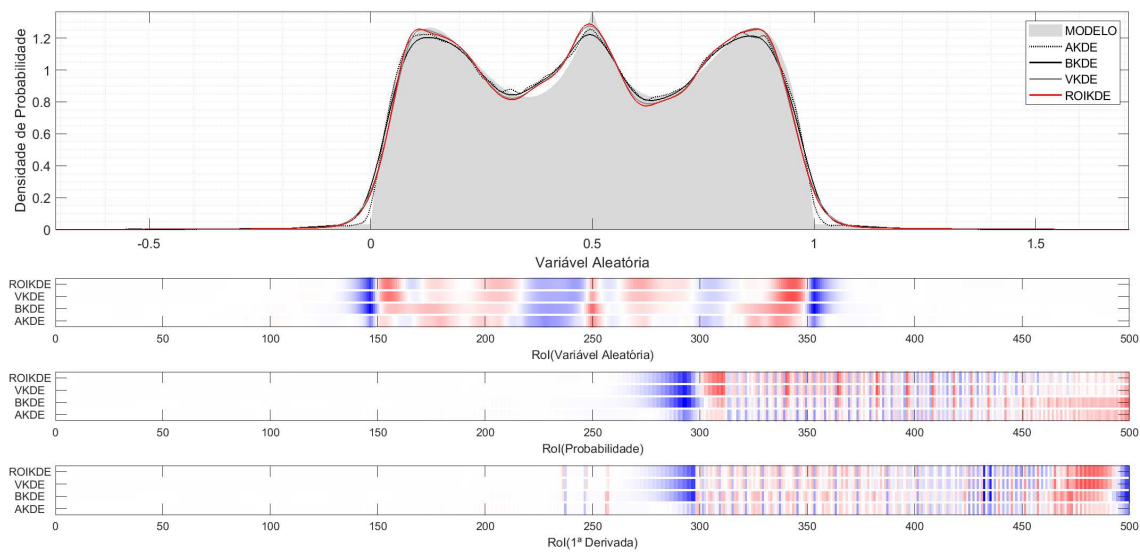 Densidade de Probabilidade
1.2
1
0.8
0.6
0.4
0.2
0
MODELO
AKDE
BKDE
VKDE
ROIKDE
-0.5 0 0.5 1 1.5
Variável Aleatória
ROIKDE
VKDE
BKDE
AKDE
0 50 100 150 200 250 300 350 400 450 500
RoI(Variável Aleatória)
ROIKDE
VKDE
BKDE
AKDE
0 50 100 150 200 250 300 350 400 450 500
RoI(Probabilidade)
ROIKDE
VKDE
BKDE
AKDE
0 50 100 150 200 250 300 350 400 450 500
RoI(1ª Derivada)